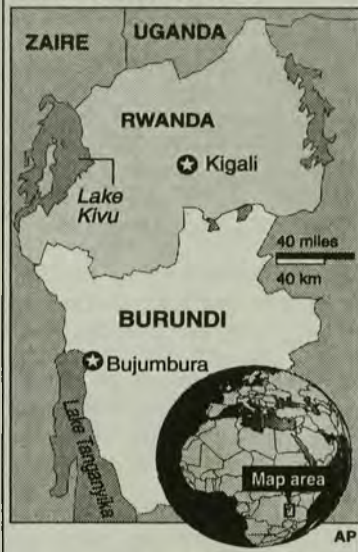 ZAIRE
UGANDA
RWANDA
Kigali
Lake
Kivu
40 miles
40 km
BURUNDI
Bujumbura
Lake Tanganyika
Map area
AP